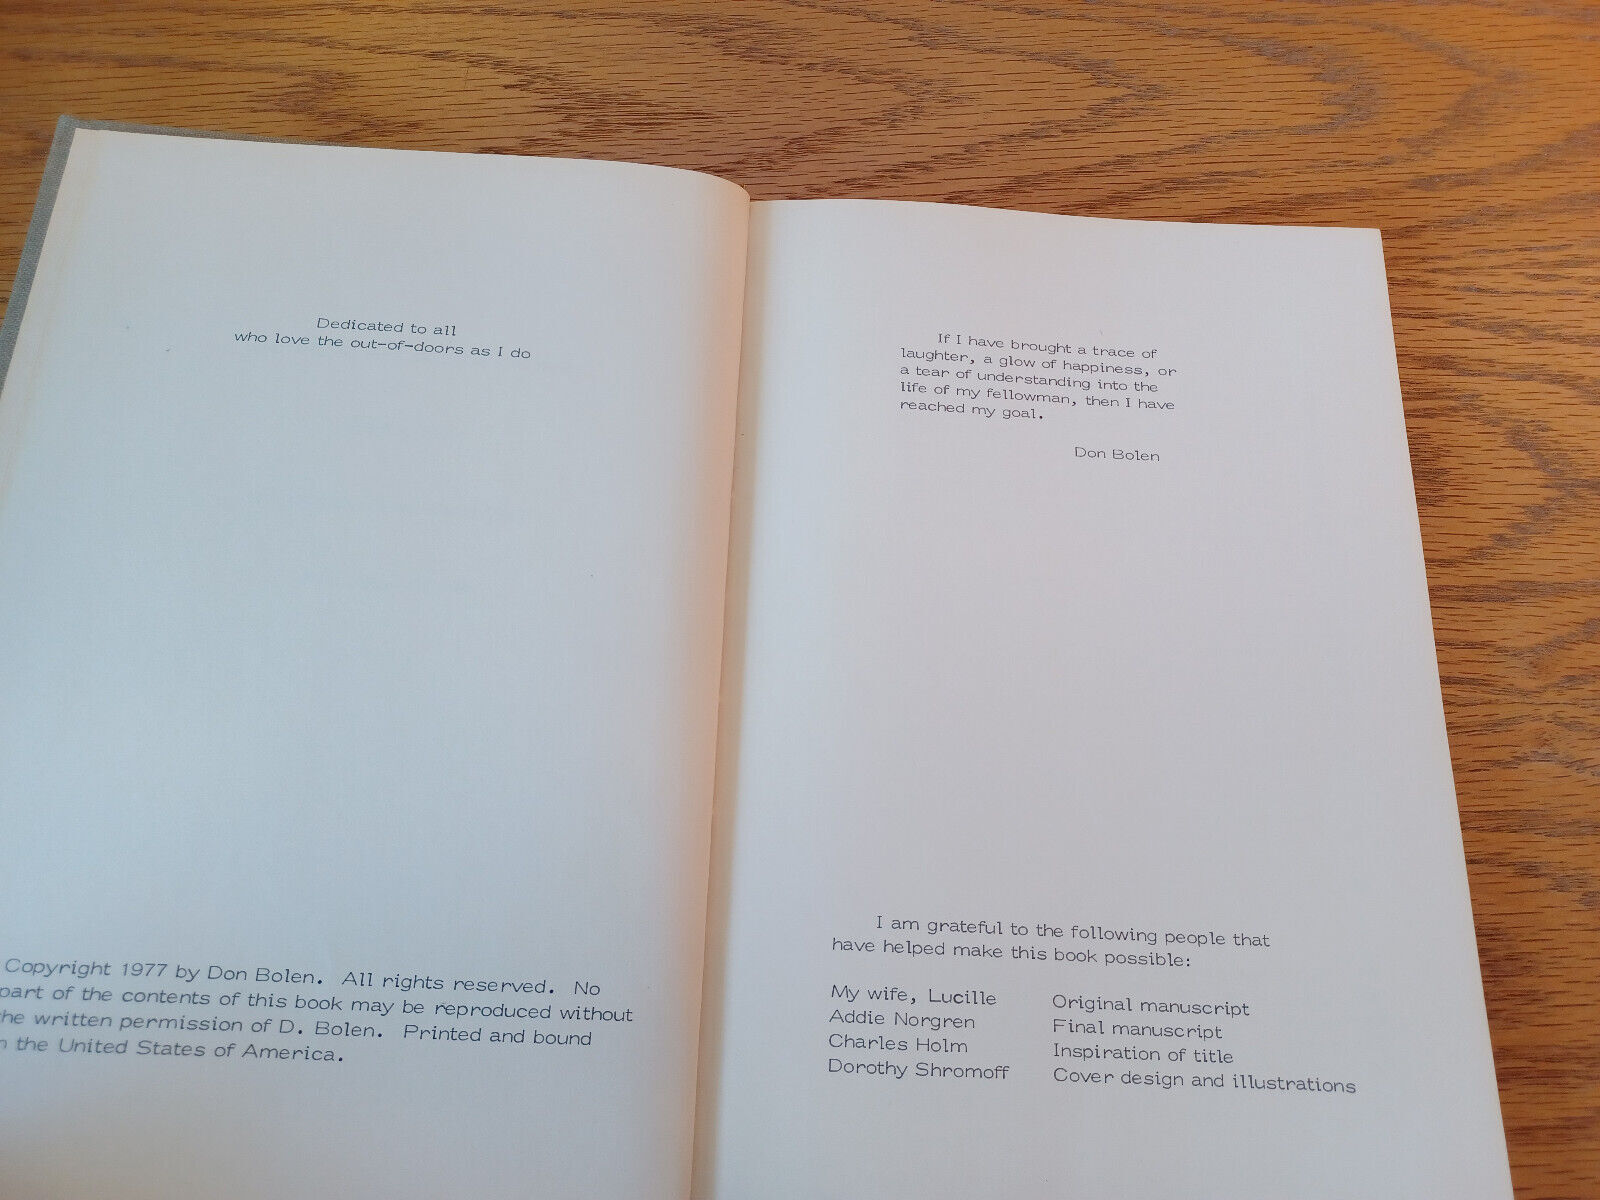 Dedicated to all
who love the out-of-doors as I do
Copyright 1977 by Don Bolen. All rights reserved. No
part of the contents of this book may be reproduced without
the written permission of D. Bolen. Printed and bound
n the United States of America.
If I have brought a trace of
laughter, a glow of happiness, or
a tear of understanding into the
life of my fellowman, then I have
reached my goal.
Don Bolen
I am grateful to the following people that
have helped make this book possible:
My wife, Lucille Original manuscript
Addie Norgren Final manuscript
Charles Holm Inspiration of title
Dorothy Shromoff Cover design and illustrations